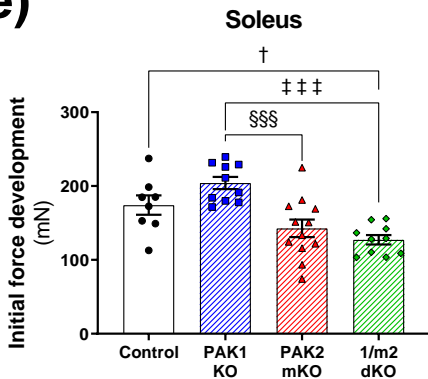 e)
Soleus
†
‡ ‡ ‡
§§§
Initial force development
(mN)
300
200
100
0
Control
PAK1
KO
PAK2
mKO
1/m2
dKO